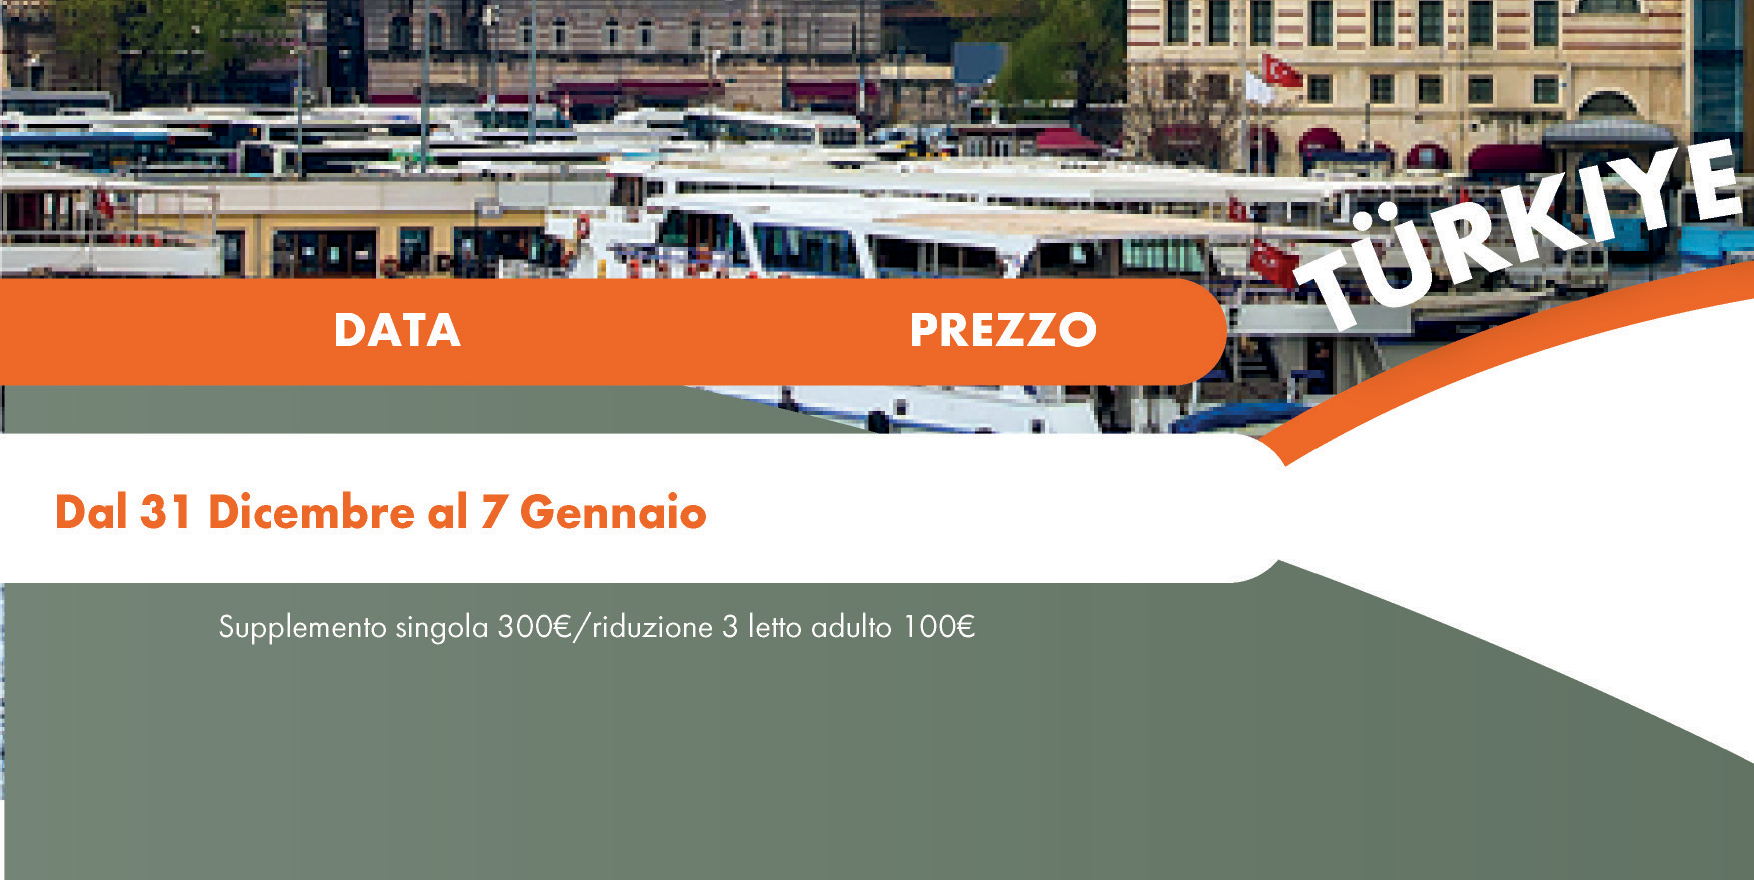 TÜRKIYE
DATA PREZZO
Dal 31 Dicembre al 7 Gennaio
Supplemento singola 300€/riduzione 3 letto adulto 100€